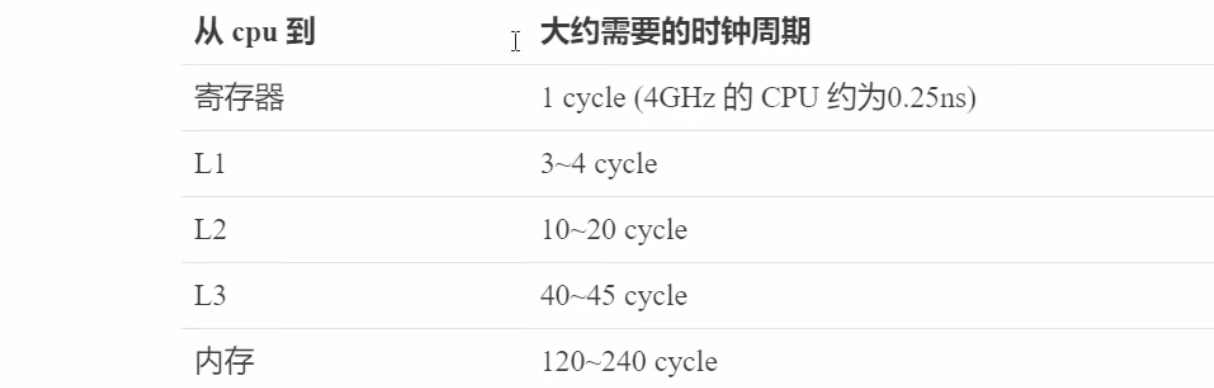 从 cpu 到 大约需要的时钟周期
寄存器 1 cycle (4GHz 的 CPU 约为0.25ns)
L1 3~4 cycle
L2 10~20 cycle
L3 40~45 cycle
内存 120~240 cycle